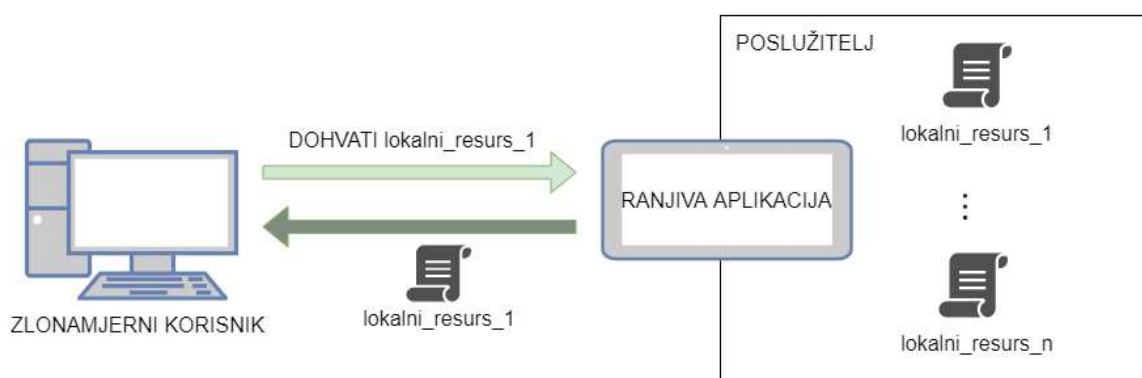 POSLUŽITELJ
lokalni_resurs_1
DOHVATI lokalni_resurs_1
RANJIVA APLIKACIJA
⋮
lokalni_resurs_1
ZLONAMJERNI KORISNIK
lokalni_resurs_n